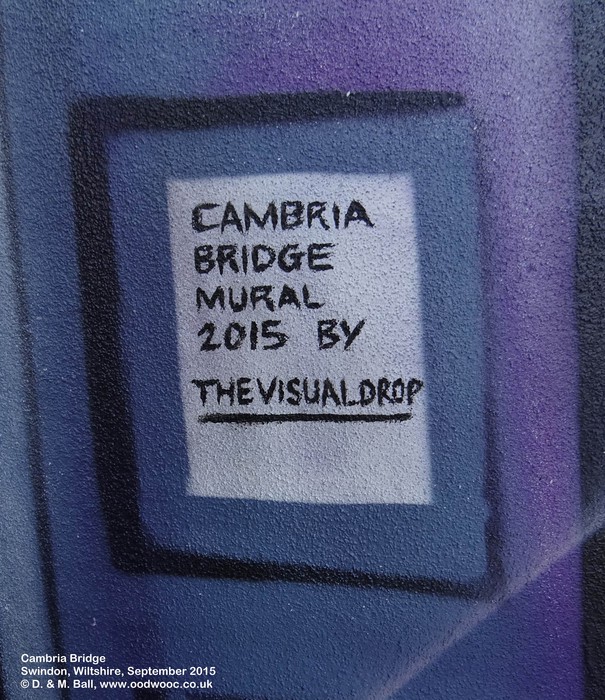 CAMBRIA
BRIDGE
MURAL
2015 BY
THEVISUALDROP
Cambria Bridge
Swindon, Wiltshire, September 2015
© D. & M. Ball, www.oodwooc.co.uk